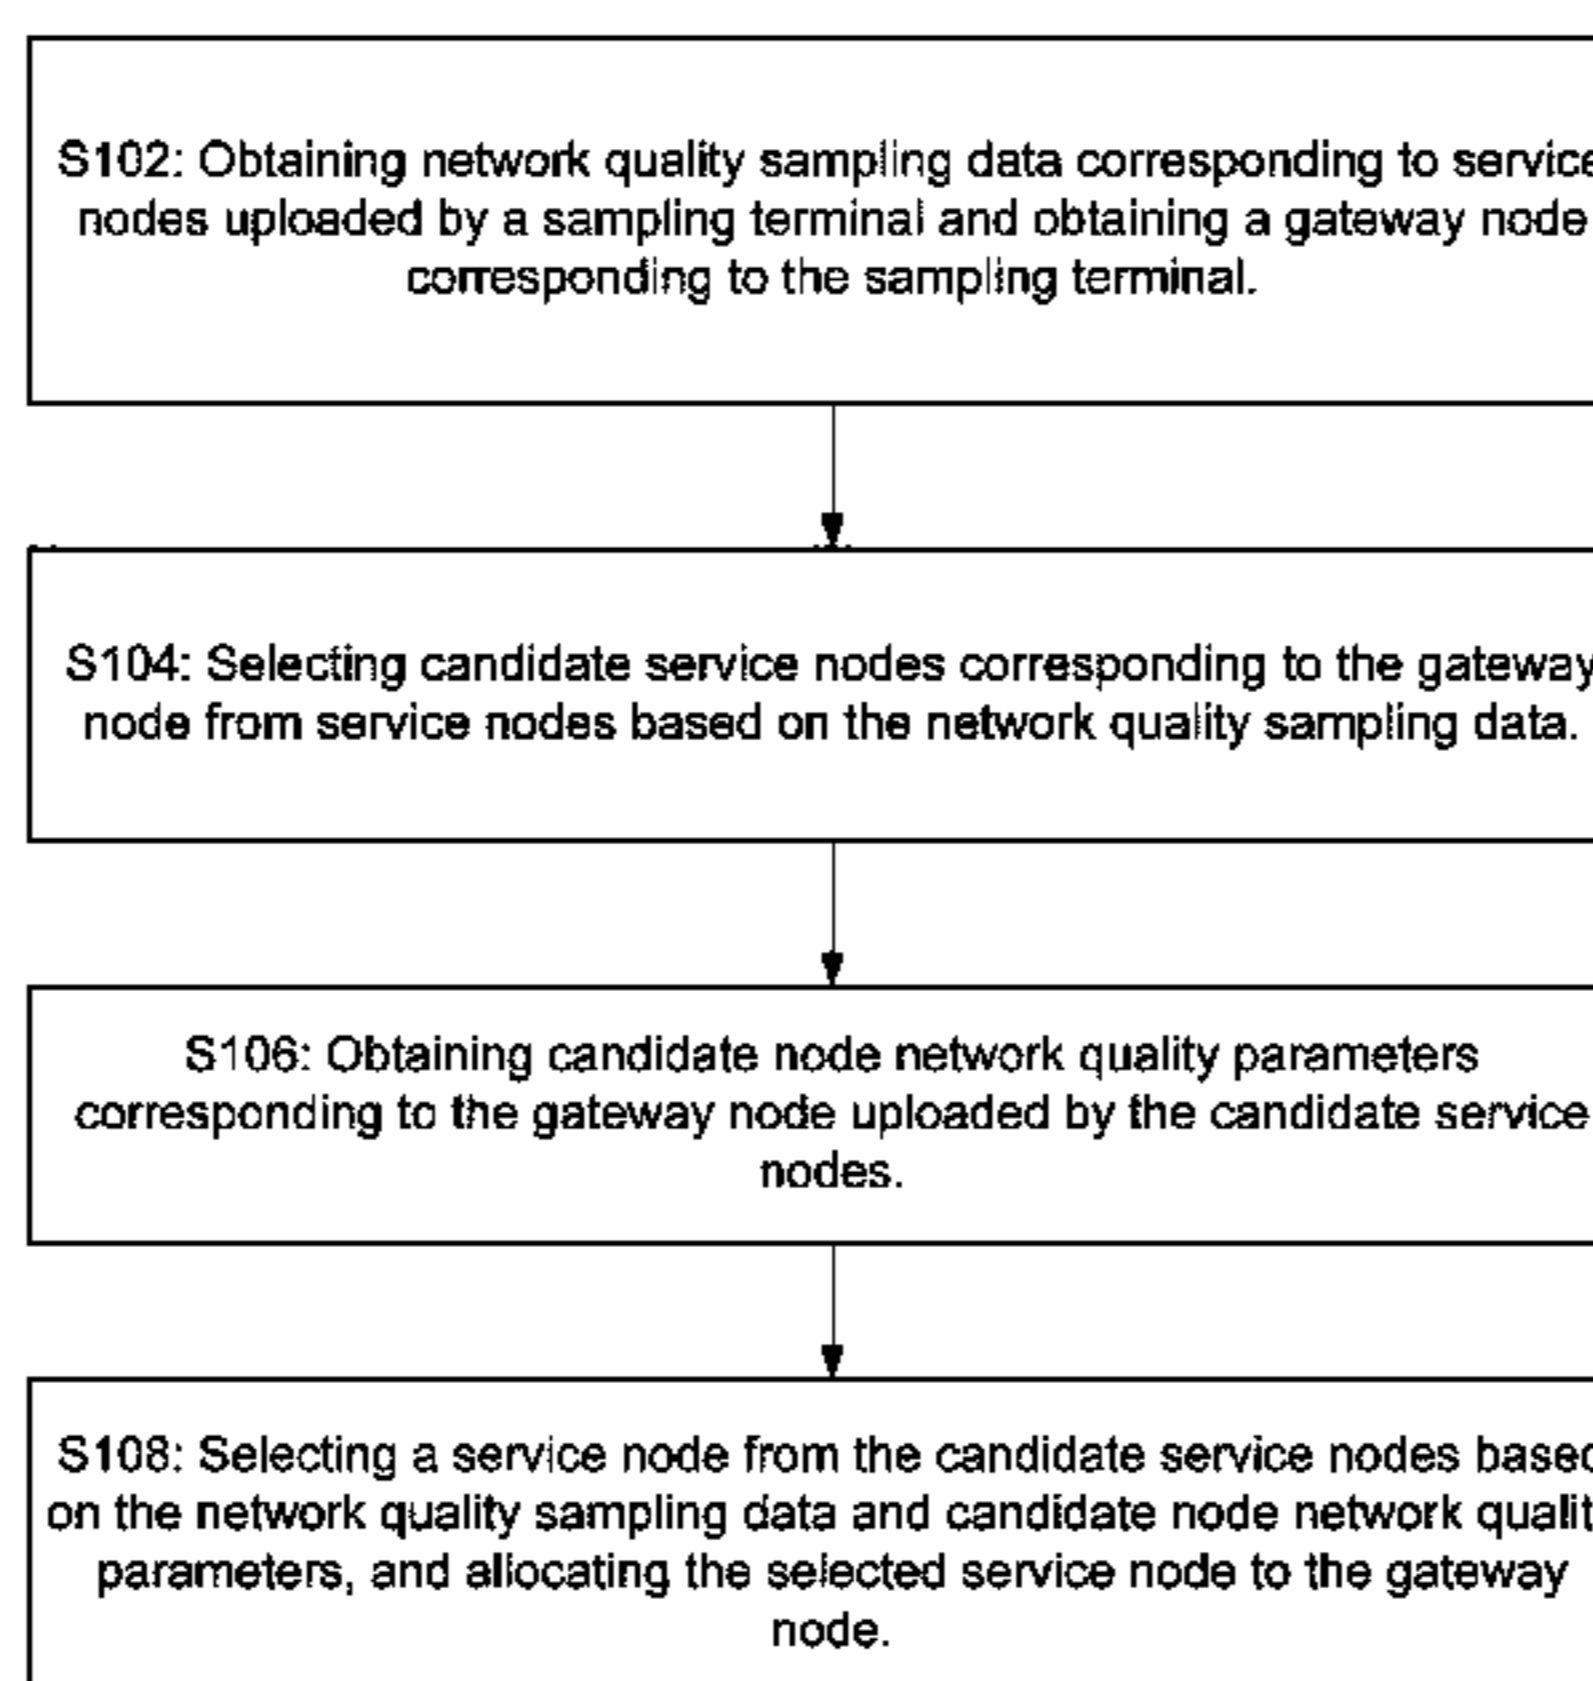 S102: Obtaining network quality sampling data corresponding to service
nodes uploaded by a sampling terminal and obtaining a gateway node
corresponding to the sampling terminal.
S104: Selecting candidate service nodes corresponding to the gateway
node from service nodes based on the network quality sampling data.
S106: Obtaining candidate node network quality parameters
corresponding to the gateway node uploaded by the candidate service
nodes.
S108: Selecting a service node from the candidate service nodes based
on the network quality sampling data and candidate node network qualit
parameters, and allocating the selected service node to the gateway
node.